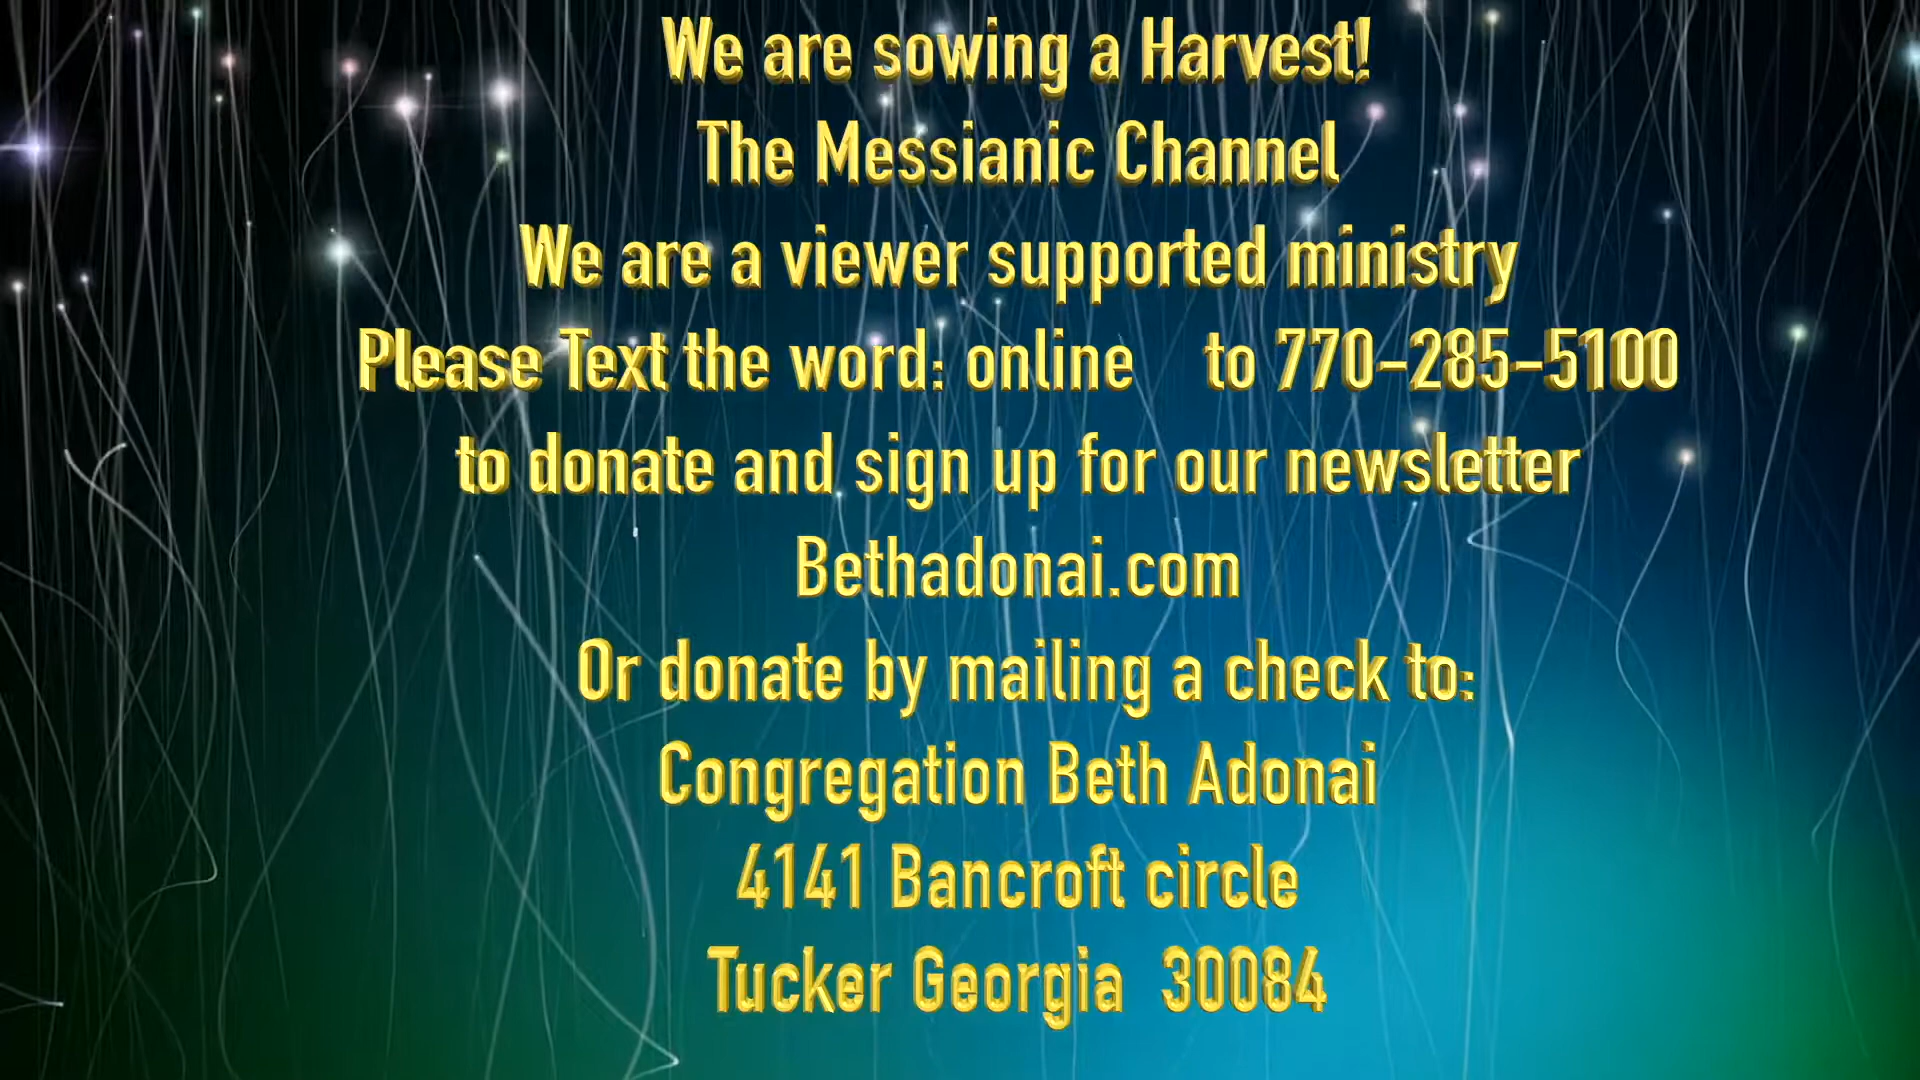 We are sowing a Harvest!
The Messianic Channel
We are a viewer supported ministry
Please Text the word: online to 770-285-5100
to donate and sign up for our newsletter
Bethadonai.com
Or donate by mailing a check to:
Congregation Beth Adonai
4141 Bancroft circle
Tucker Georgia 30084